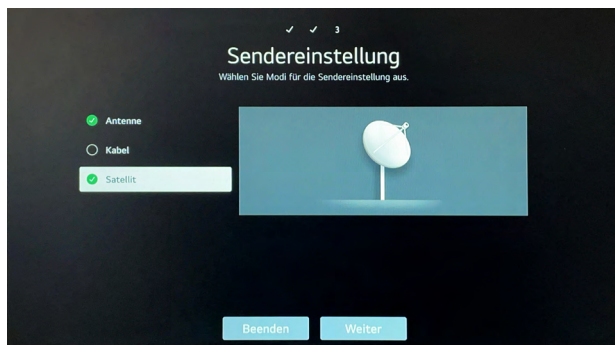 3
Sendereinstellung
Wählen Sie Modi für die Sendereinstellung aus.
Antenne
Kabel
Satellit
Beenden
Weiter